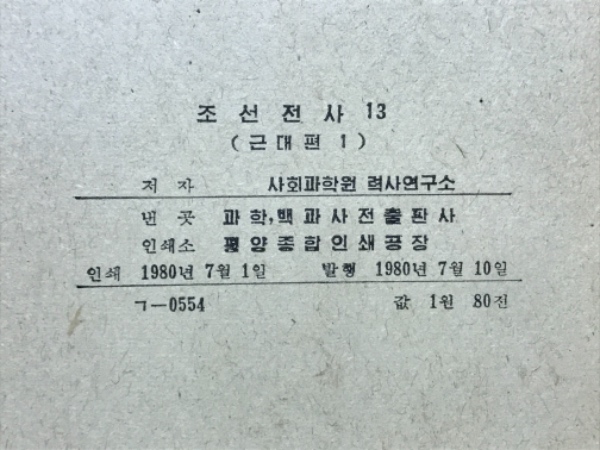 조선전사 13
(근대편 1)
저자 사회과학원 력사연구소
낸곳 과학,백과사전출판사
인쇄소 평양종합인쇄공장
인쇄 1980년 7월 1일 발행 1980년 7월 10일
ㄱ—0554 값 1원 80전